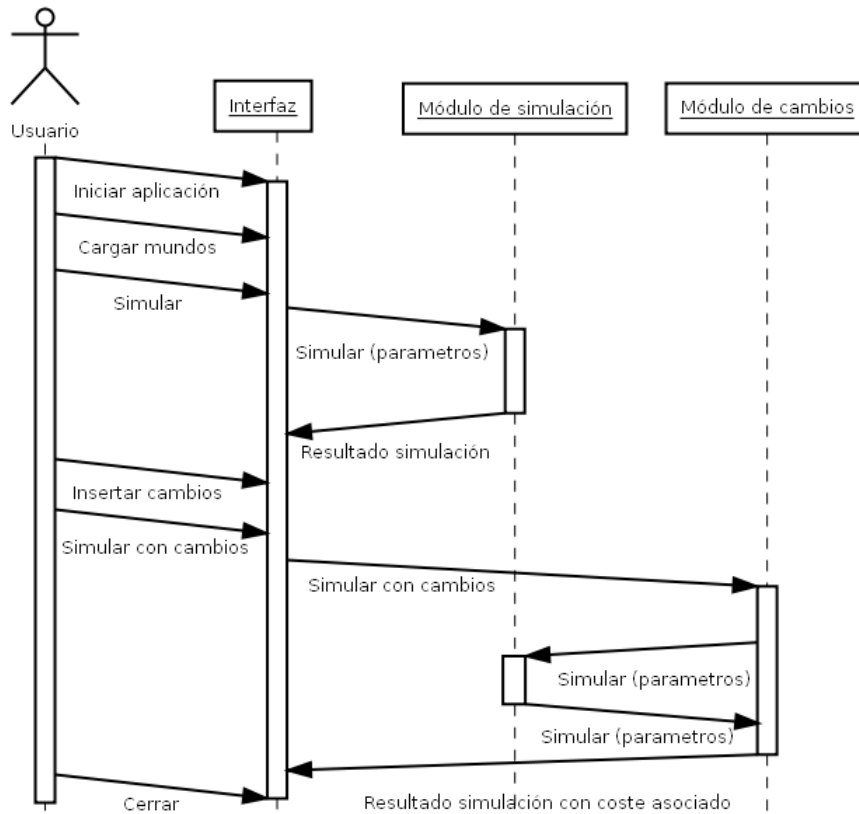 Usuario
Interfaz
Módulo de simulación
Módulo de cambios
Iniciar aplicación
Cargar mundos
Simular
Simular (parametros)
Resultado simulación
Insertar cambios
Simular con cambios
Simular con cambios
Simular (parametros)
Simular (parametros)
Cerrar
Resultado simulación con coste asociado